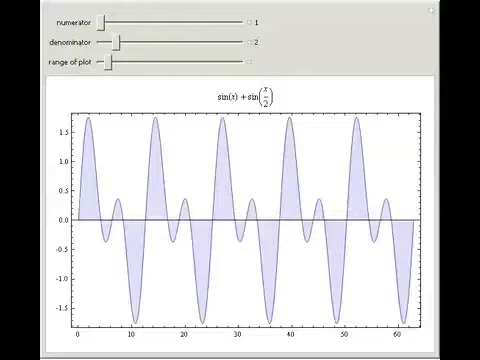 numerator 1
denominator 2
range of plot
sin(x) + sin(x/2)
1.5
1.0
0.5
0.0
-0.5
-1.0
-1.5
0 10 20 30 40 50 60